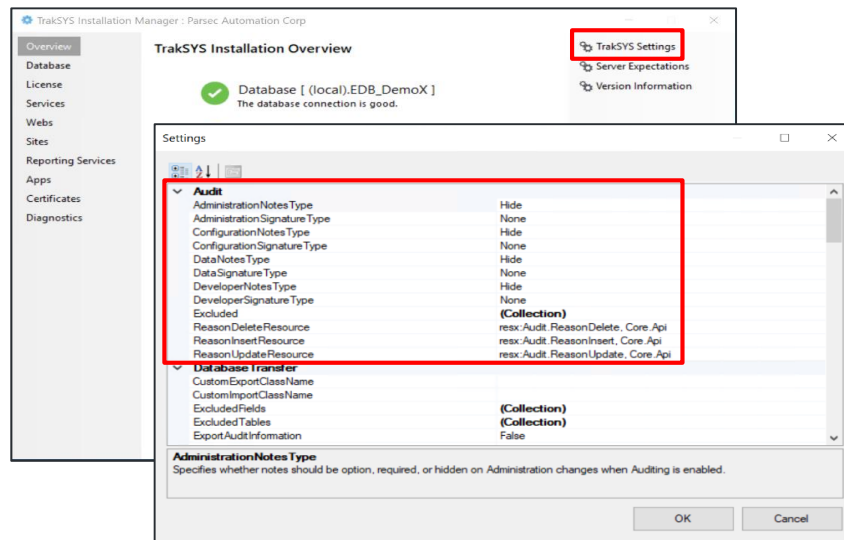 TrakSYS Installation Manager : Parsec Automation Corp
Overview
Database
License
Services
Webs
Sites
Reporting Services
Apps
Certificates
Diagnostics
TrakSYS Installation Overview
Database [ (local).EDB_DemoX ]
The database connection is good.
TrakSYS Settings
Server Expectations
Version Information
Settings
Audit
AdministrationNotesType Hide
AdministrationSignatureType None
ConfigurationNotesType Hide
ConfigurationSignatureType None
DataNotesType Hide
DataSignatureType None
DeveloperNotesType Hide
DeveloperSignatureType None
Excluded (Collection)
ReasonDeleteResource resx:Audit.ReasonDelete, Core.Api
ReasonInsertResource resx:Audit.ReasonInsert, Core.Api
ReasonUpdateResource resx:Audit.ReasonUpdate, Core.Api
DatabaseTransfer
CustomExportClassName
CustomImportClassName
ExcludedFields (Collection)
ExcludedTables (Collection)
ExportAuditInformation False
AdministrationNotesType
Specifies whether notes should be option, required, or hidden on Administration changes when Auditing is enabled.
OK Cancel